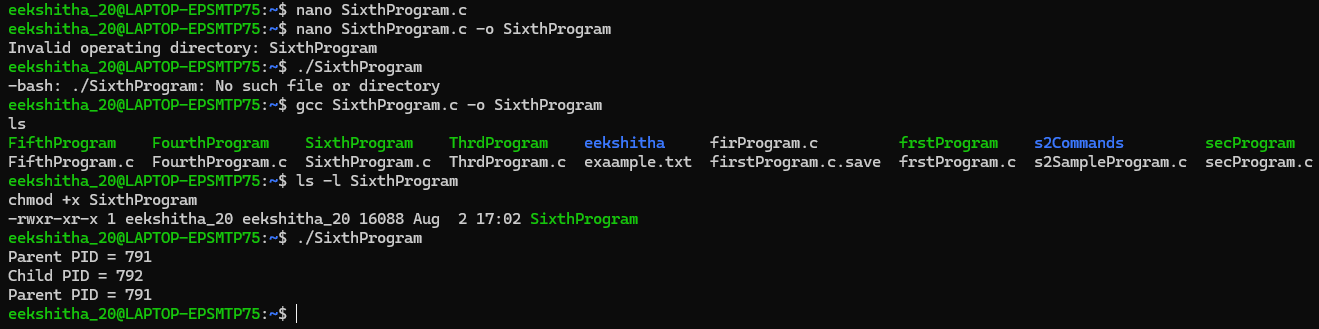 eekshitha_20@LAPTOP-EPSMTP75:~$ nano SixthProgram.c
eekshitha_20@LAPTOP-EPSMTP75:~$ nano SixthProgram.c -o SixthProgram
Invalid operating directory: SixthProgram
eekshitha_20@LAPTOP-EPSMTP75:~$ ./SixthProgram
-bash: ./SixthProgram: No such file or directory
eekshitha_20@LAPTOP-EPSMTP75:~$ gcc SixthProgram.c -o SixthProgram
ls
FifthProgram    FourthProgram    SixthProgram    ThrdProgram    eekshitha    firProgram.c         frstProgram    s2Commands         secProgram
FifthProgram.c  FourthProgram.c  SixthProgram.c  ThrdProgram.c  exaample.txt  firstProgram.c.save  frstProgram.c  s2SampleProgram.c  secProgram.c
eekshitha_20@LAPTOP-EPSMTP75:~$ ls -l SixthProgram
chmod +x SixthProgram
-rwxr-xr-x 1 eekshitha_20 eekshitha_20 16088 Aug  2 17:02 SixthProgram
eekshitha_20@LAPTOP-EPSMTP75:~$ ./SixthProgram
Parent PID = 791
Child PID = 792
Parent PID = 791
eekshitha_20@LAPTOP-EPSMTP75:~$